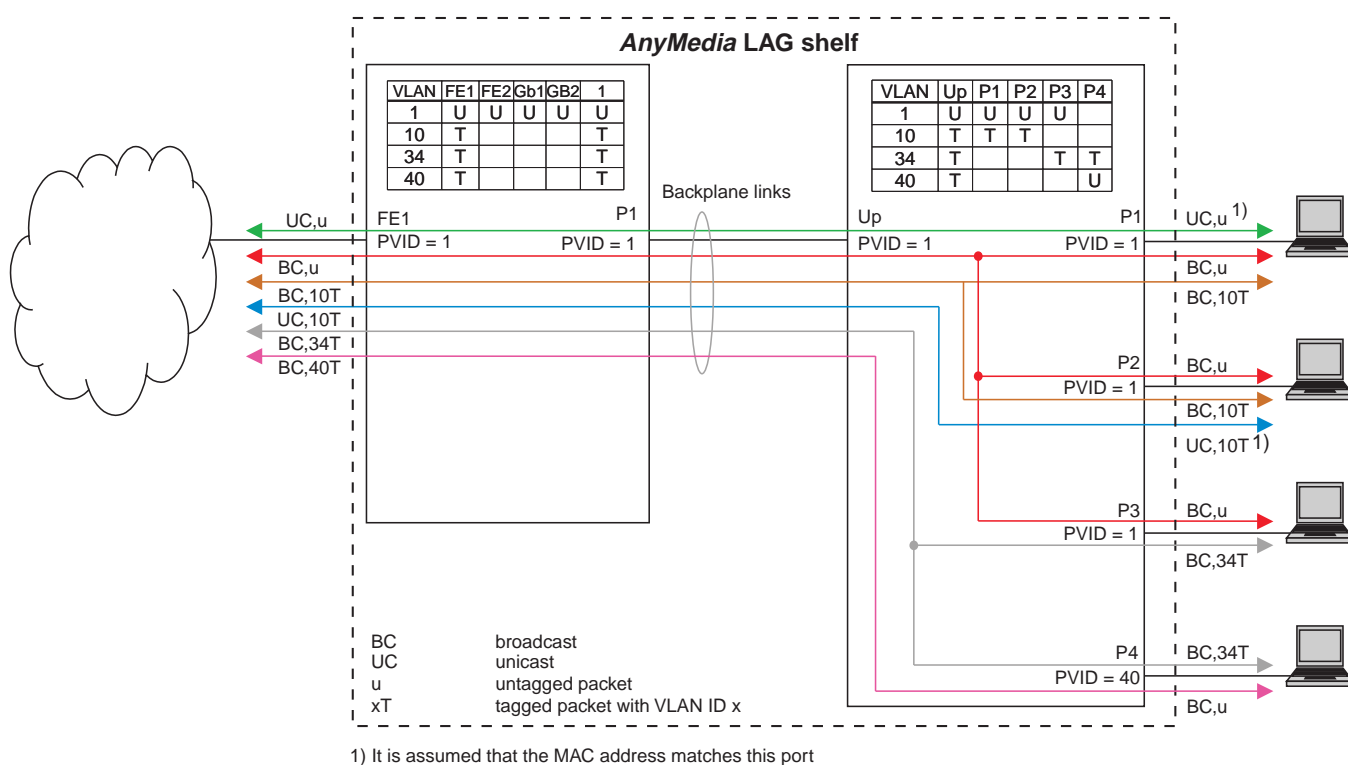 AnyMedia LAG shelf
VLAN FE1 FE2 Gb1 GB2 1
1 U U U U U
10 T T
34 T T
40 T T
VLAN Up P1 P2 P3 P4
1 U U U U
10 T T T
34 T T T
40 T U
Backplane links
UC,u
FE1
P1
Up
P1
UC,u 1)
PVID = 1
PVID = 1
PVID = 1
PVID = 1
BC,u
BC,u
BC,10T
BC,10T
UC,10T
BC,34T
BC,40T
P2
BC,u
PVID = 1
BC,10T
UC,10T 1)
P3
BC,u
PVID = 1
BC,34T
P4
BC,34T
PVID = 40
BC,u
BC broadcast
UC unicast
u untagged packet
xT tagged packet with VLAN ID x
1) It is assumed that the MAC address matches this port